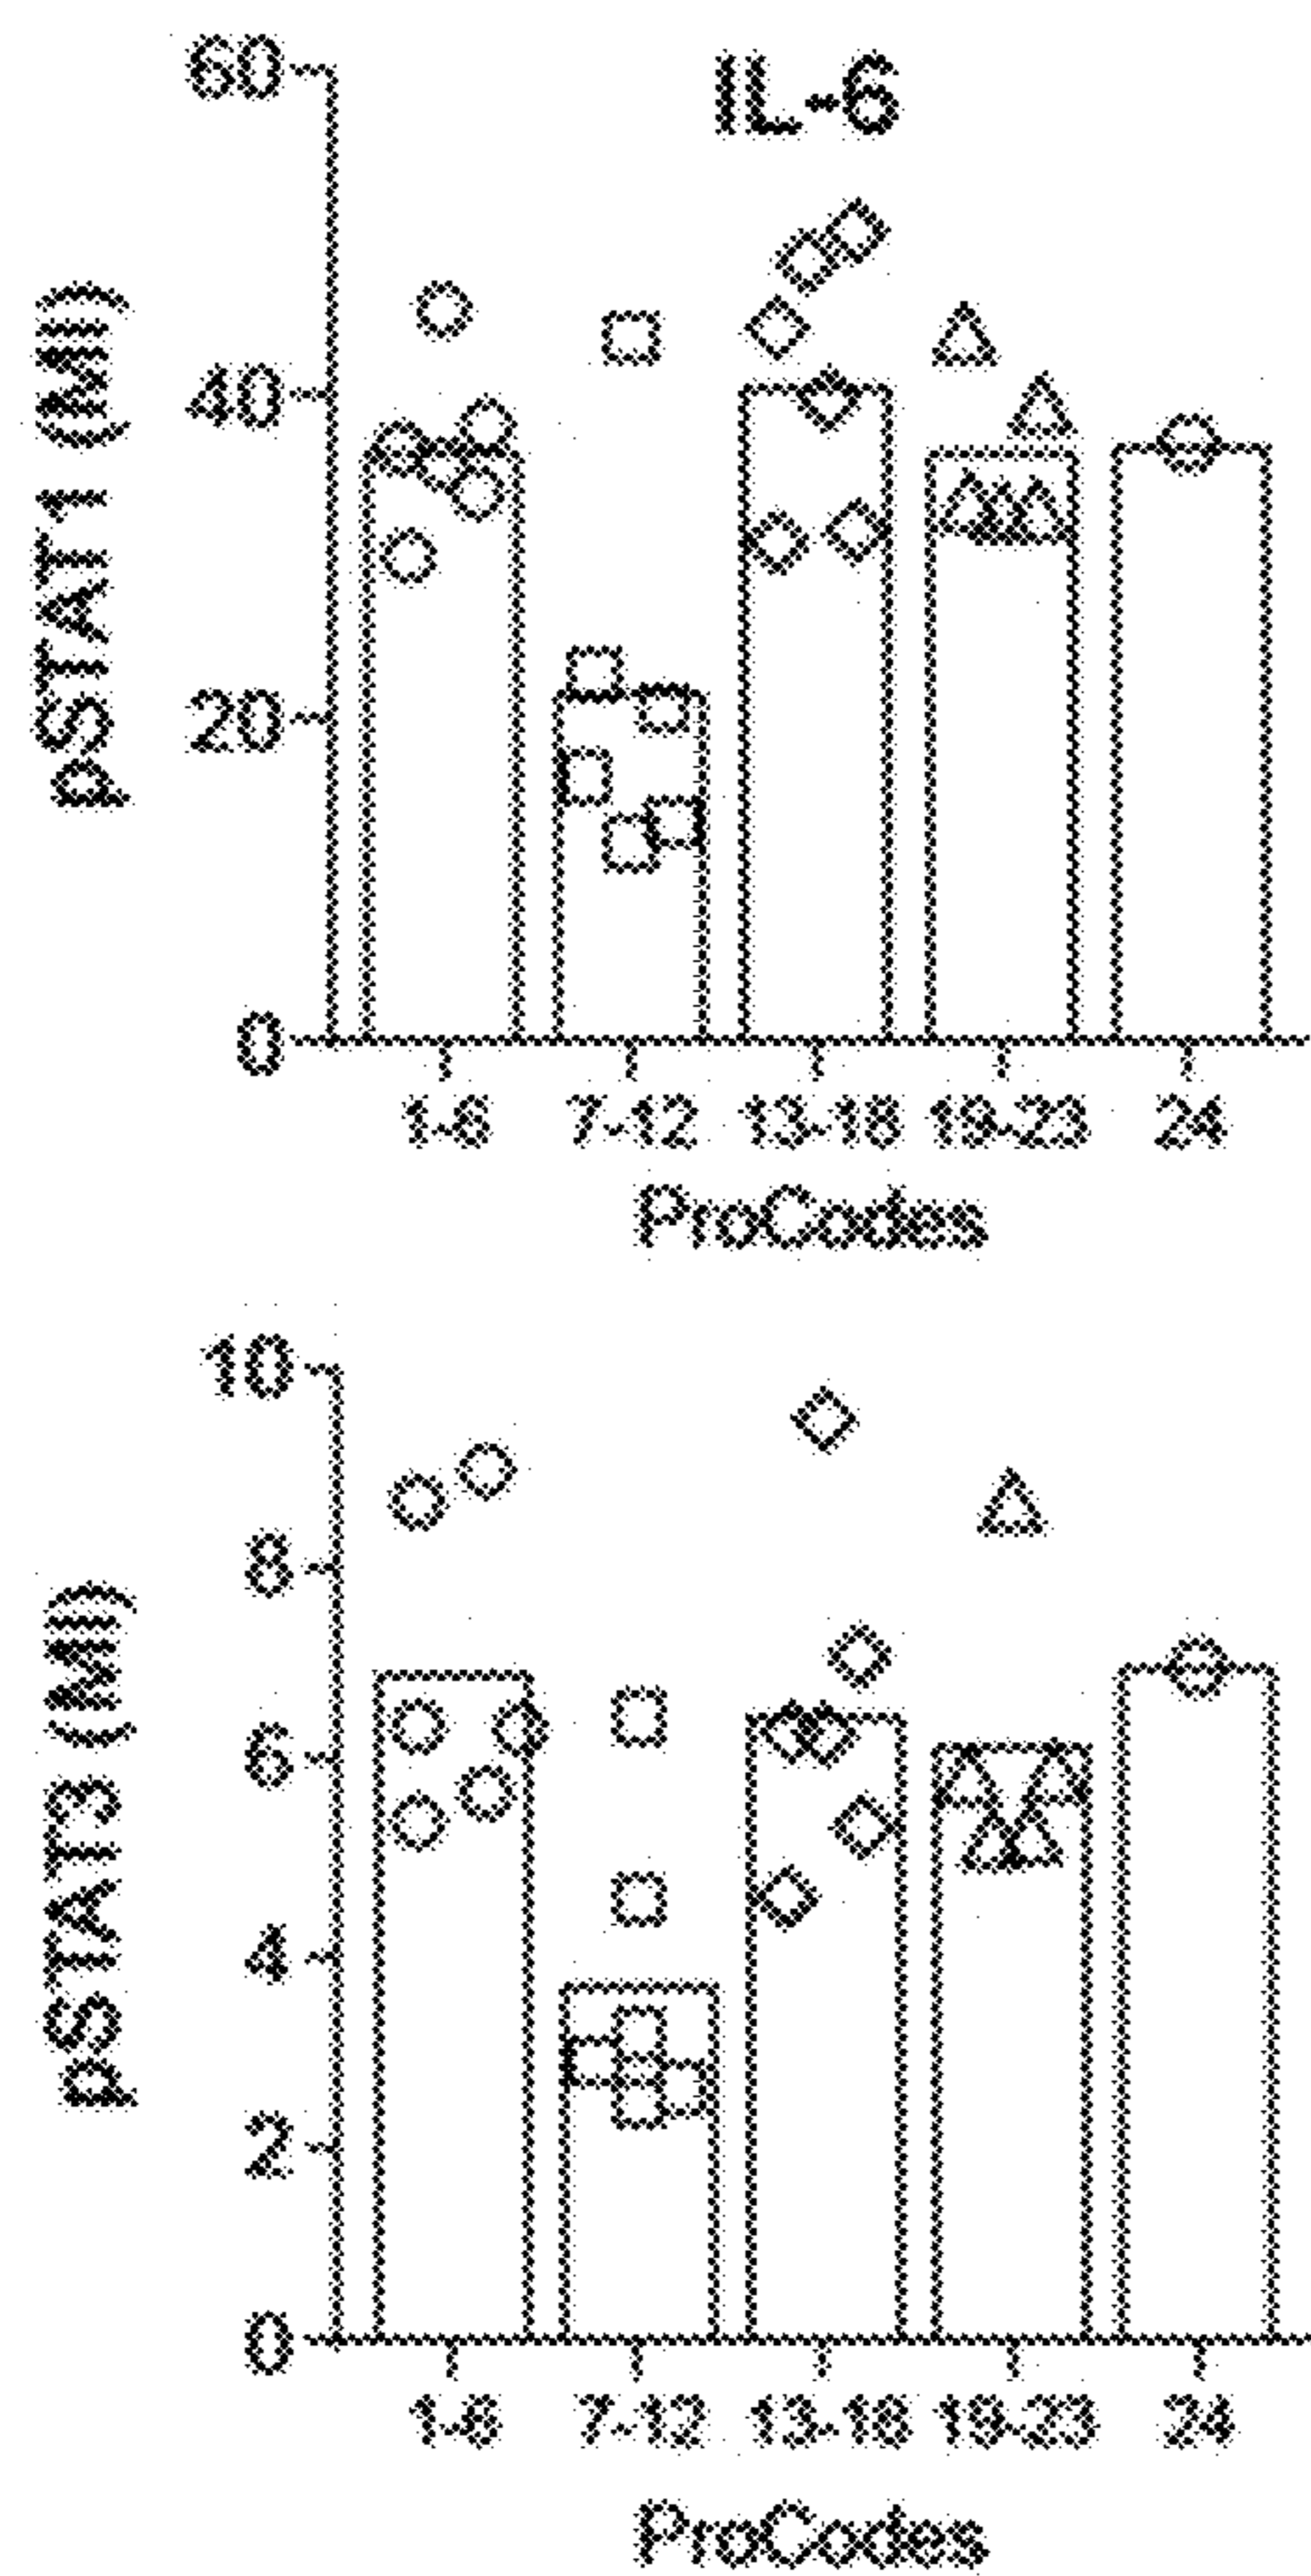 IL-6
pSTAT1 (MI)
60
40
20
0
1-6 7-12 13-18 19-23 24
ProCodes
pSTAT3 (MI)
10
8
6
4
2
0
1-6 7-12 13-18 19-23 24
ProCodes